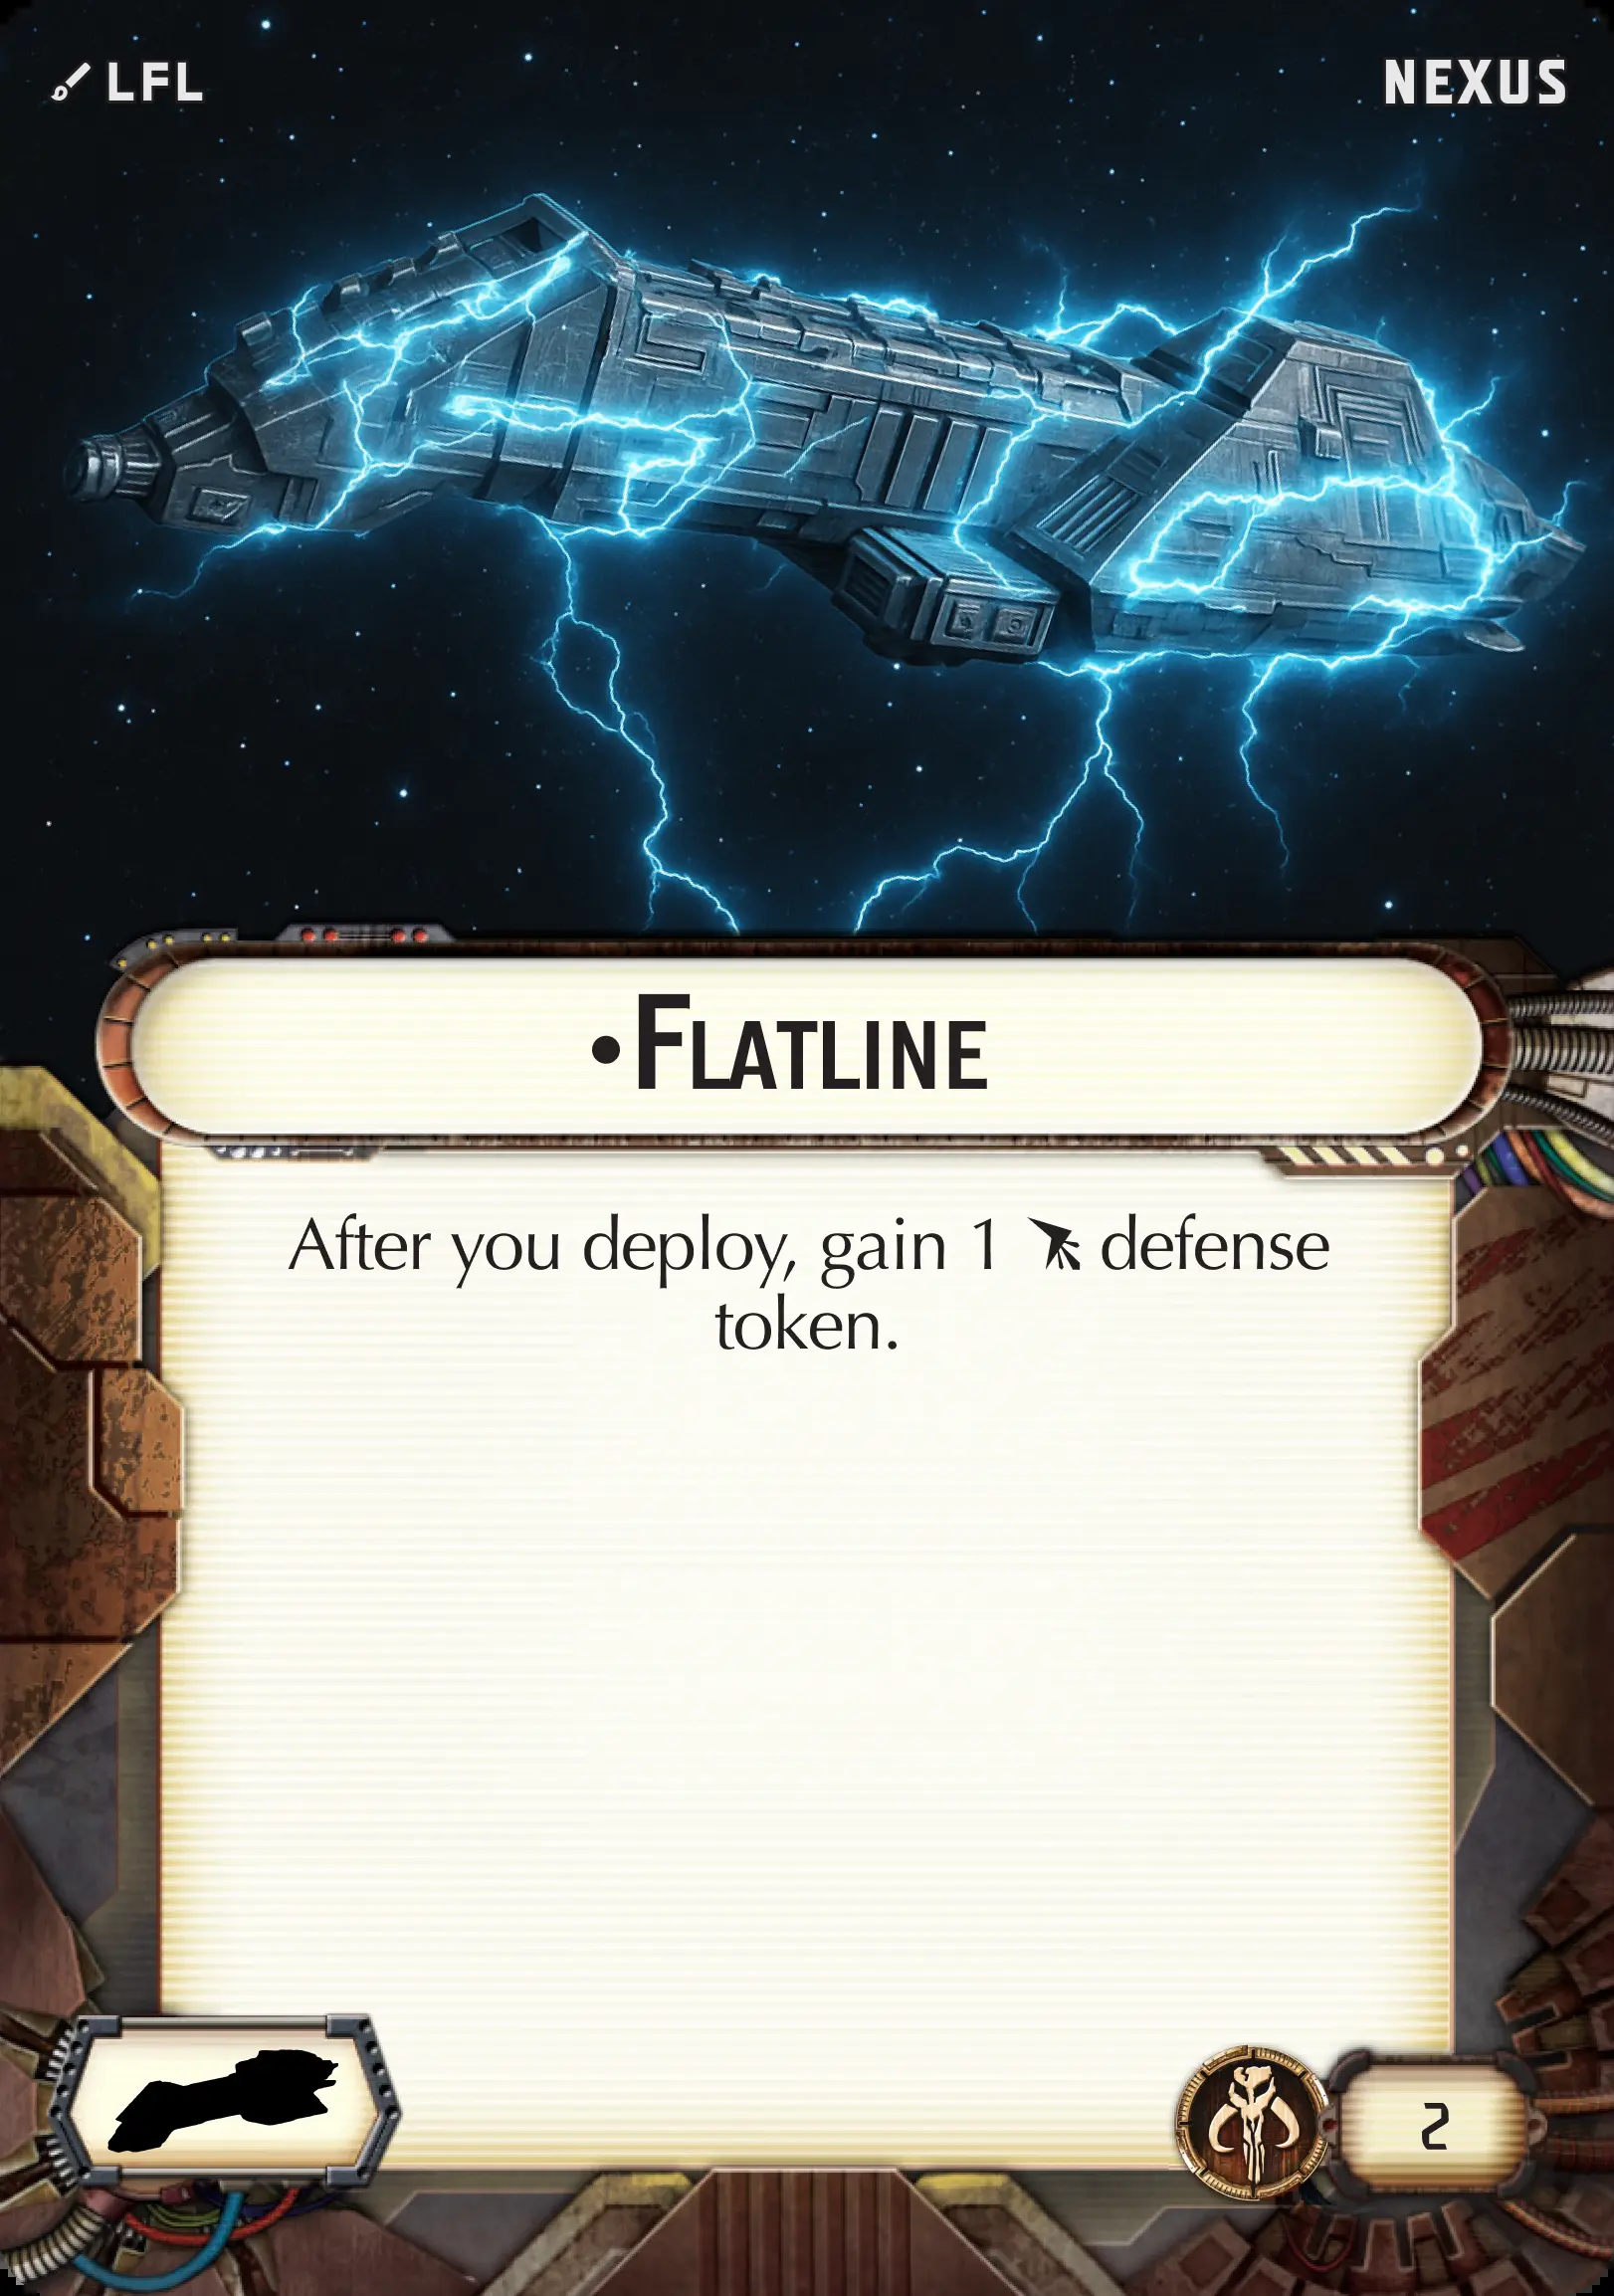 LFL
NEXUS
•FLATLINE
After you deploy, gain 1 defense
token.
2